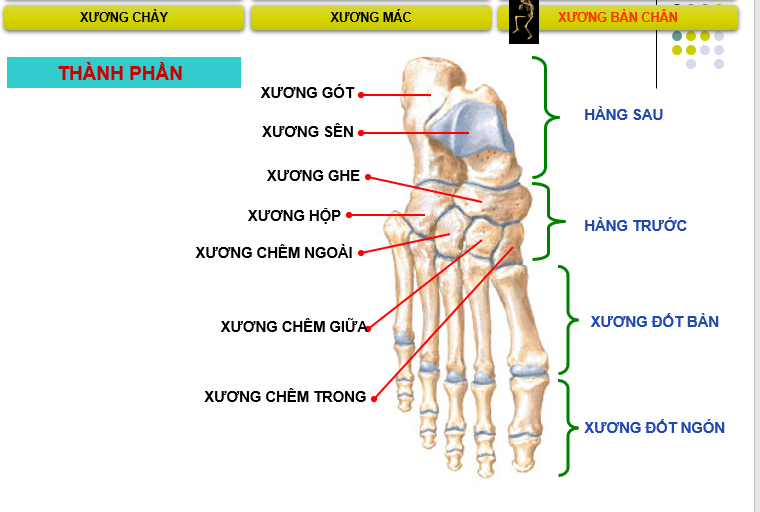 XƯƠNG CHÀY
XƯƠNG MÁC
XƯƠNG BÀN CHÂN
THÀNH PHẦN
XƯƠNG GÓT
XƯƠNG SÊN
XƯƠNG GHE
XƯƠNG HỘP
XƯƠNG CHÊM NGOÀI
XƯƠNG CHÊM GIỮA
XƯƠNG CHÊM TRONG
HÀNG SAU
HÀNG TRƯỚC
XƯƠNG ĐỐT BÀN
XƯƠNG ĐỐT NGÓN